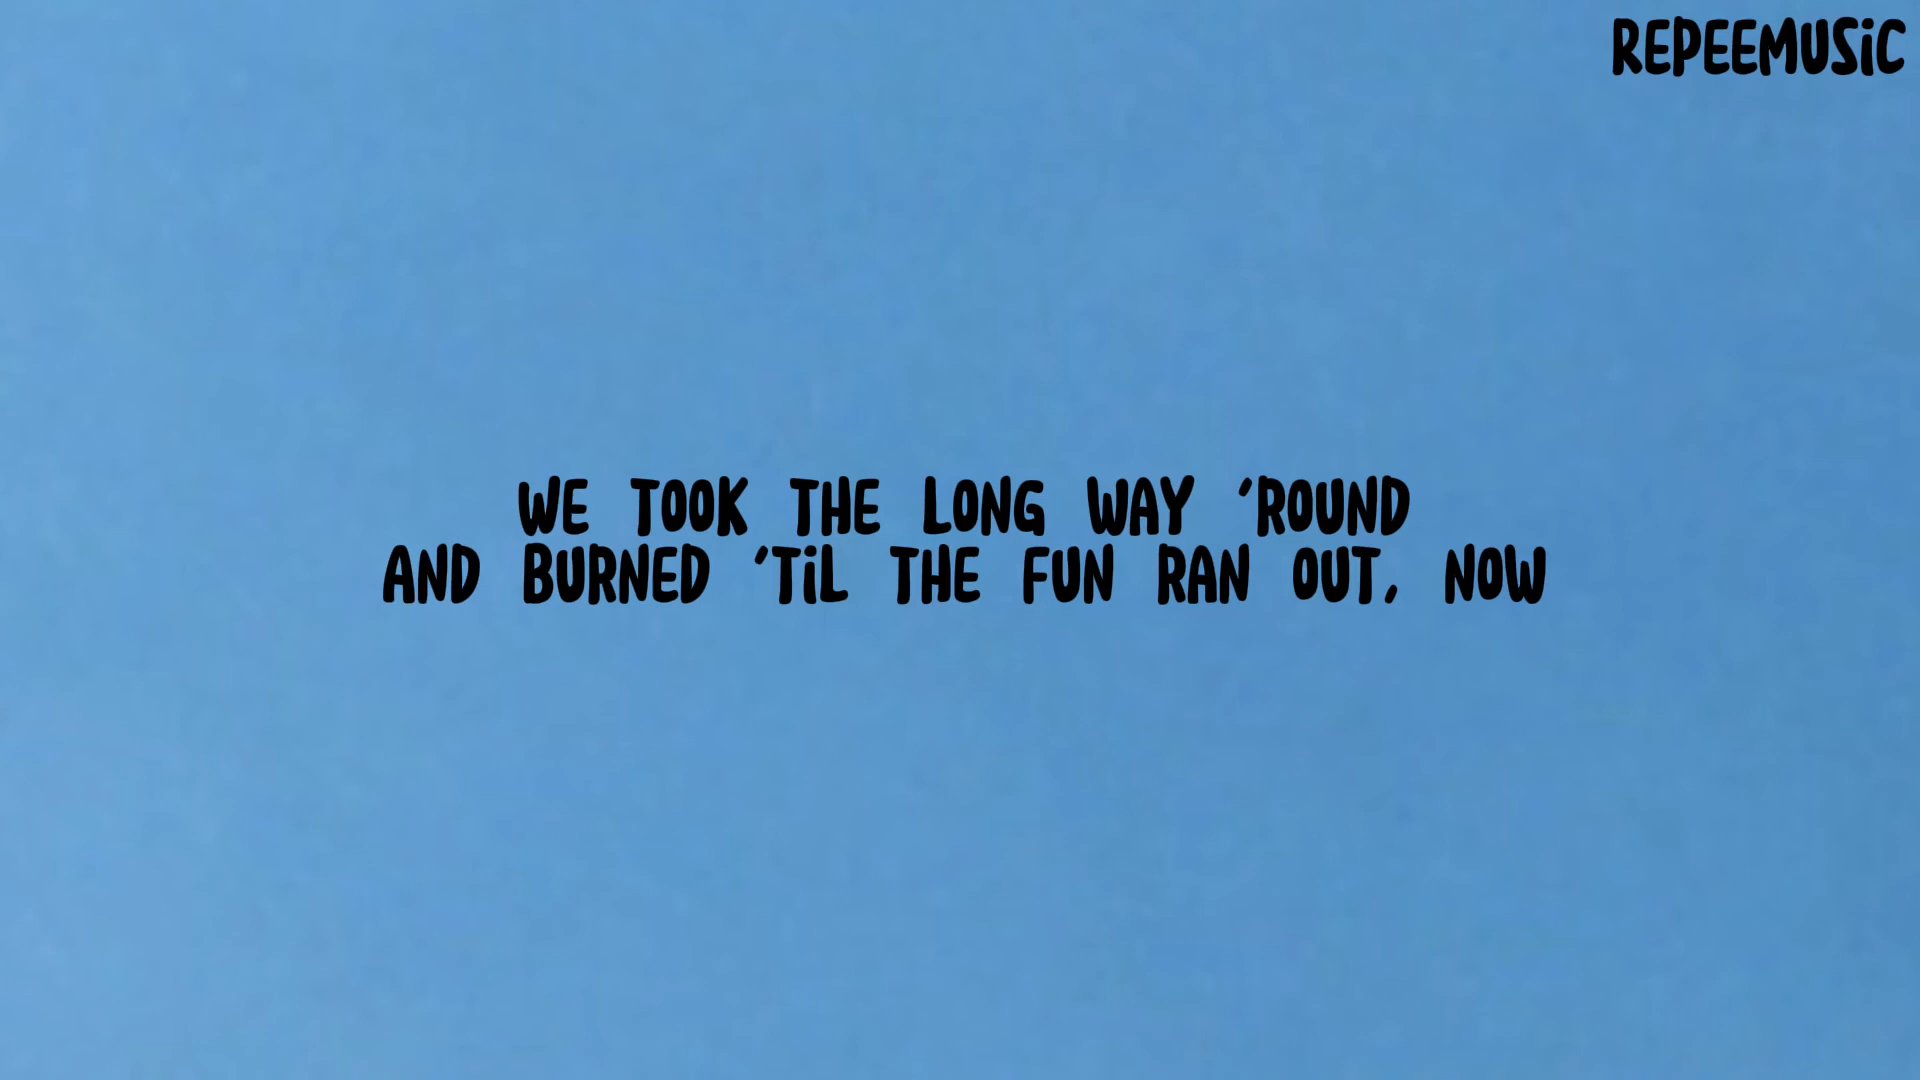 REPEEMUSiC
WE TOOK THE LONG WAY 'ROUND
AND BURNED 'TiL THE FUN RAN OUT, NOW